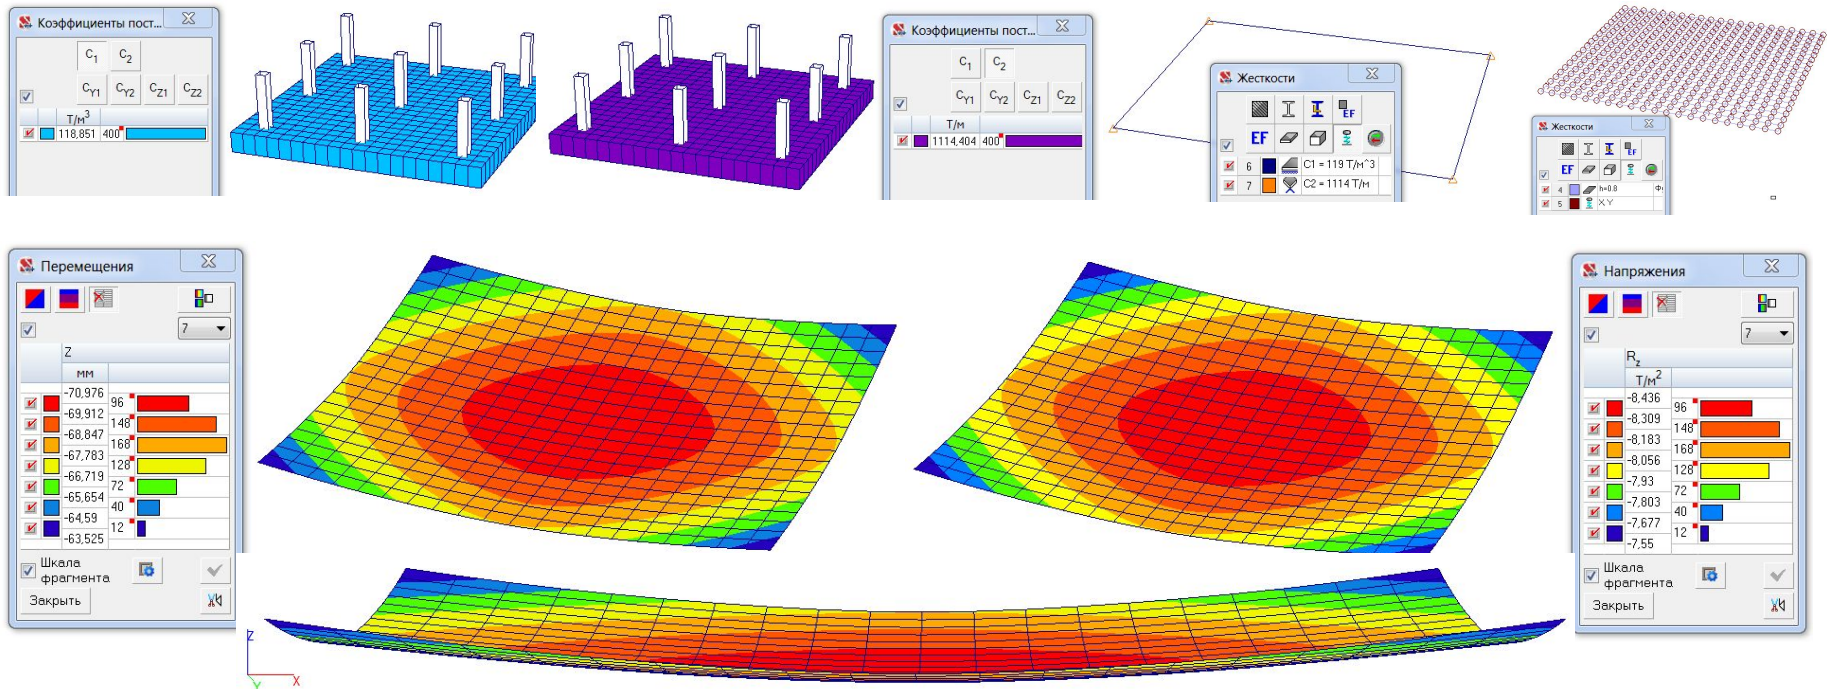 Коэффициенты пост...
C1 C2
CY1 CY2 CZ1 CZ2
Т/м3
118,851 400
Коэффициенты пост...
C1 C2
CY1 CY2 CZ1 CZ2
Т/м
1114,404 400
Жесткости
EF
EF
6 C1 = 119 Т/м^3
7 C2 = 1114 Т/м
Жесткости
EF
EF
4 h=0.8
5 X,Y
Перемещения
7
Z
мм
-70,976
96
-69,912
148
-68,847
168
-67,783
128
-66,719
72
-65,654
40
-64,59
12
-63,525
Шкала
фрагмента
Закрыть
Z
X
Y
Напряжения
7
Rz
Т/м2
-8,436
96
-8,309
148
-8,183
168
-8,056
128
-7,93
72
-7,803
40
-7,677
12
-7,55
Шкала
фрагмента
Закрыть